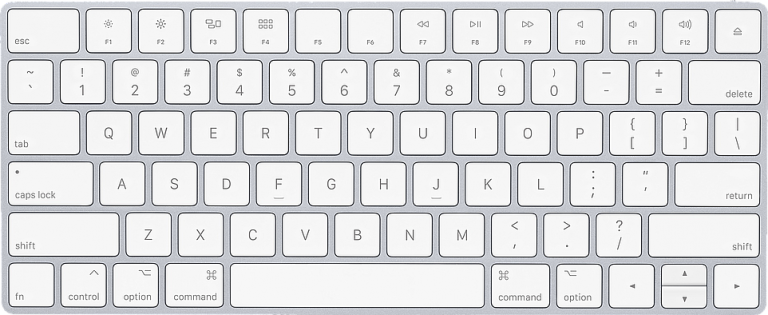 esc F1 F2 F3 F4 F5 F6 F7 F8 F9 F10 F11 F12
~ ! @ # $ % ^ & * ( ) — +
` 1 2 3 4 5 6 7 8 9 0 - = delete
tab Q W E R T Y U I O P { [ } ] | \
caps lock A S D F G H J K L : ; " ' return
shift Z X C V B N M < , > . ? / shift
fn control option command command option